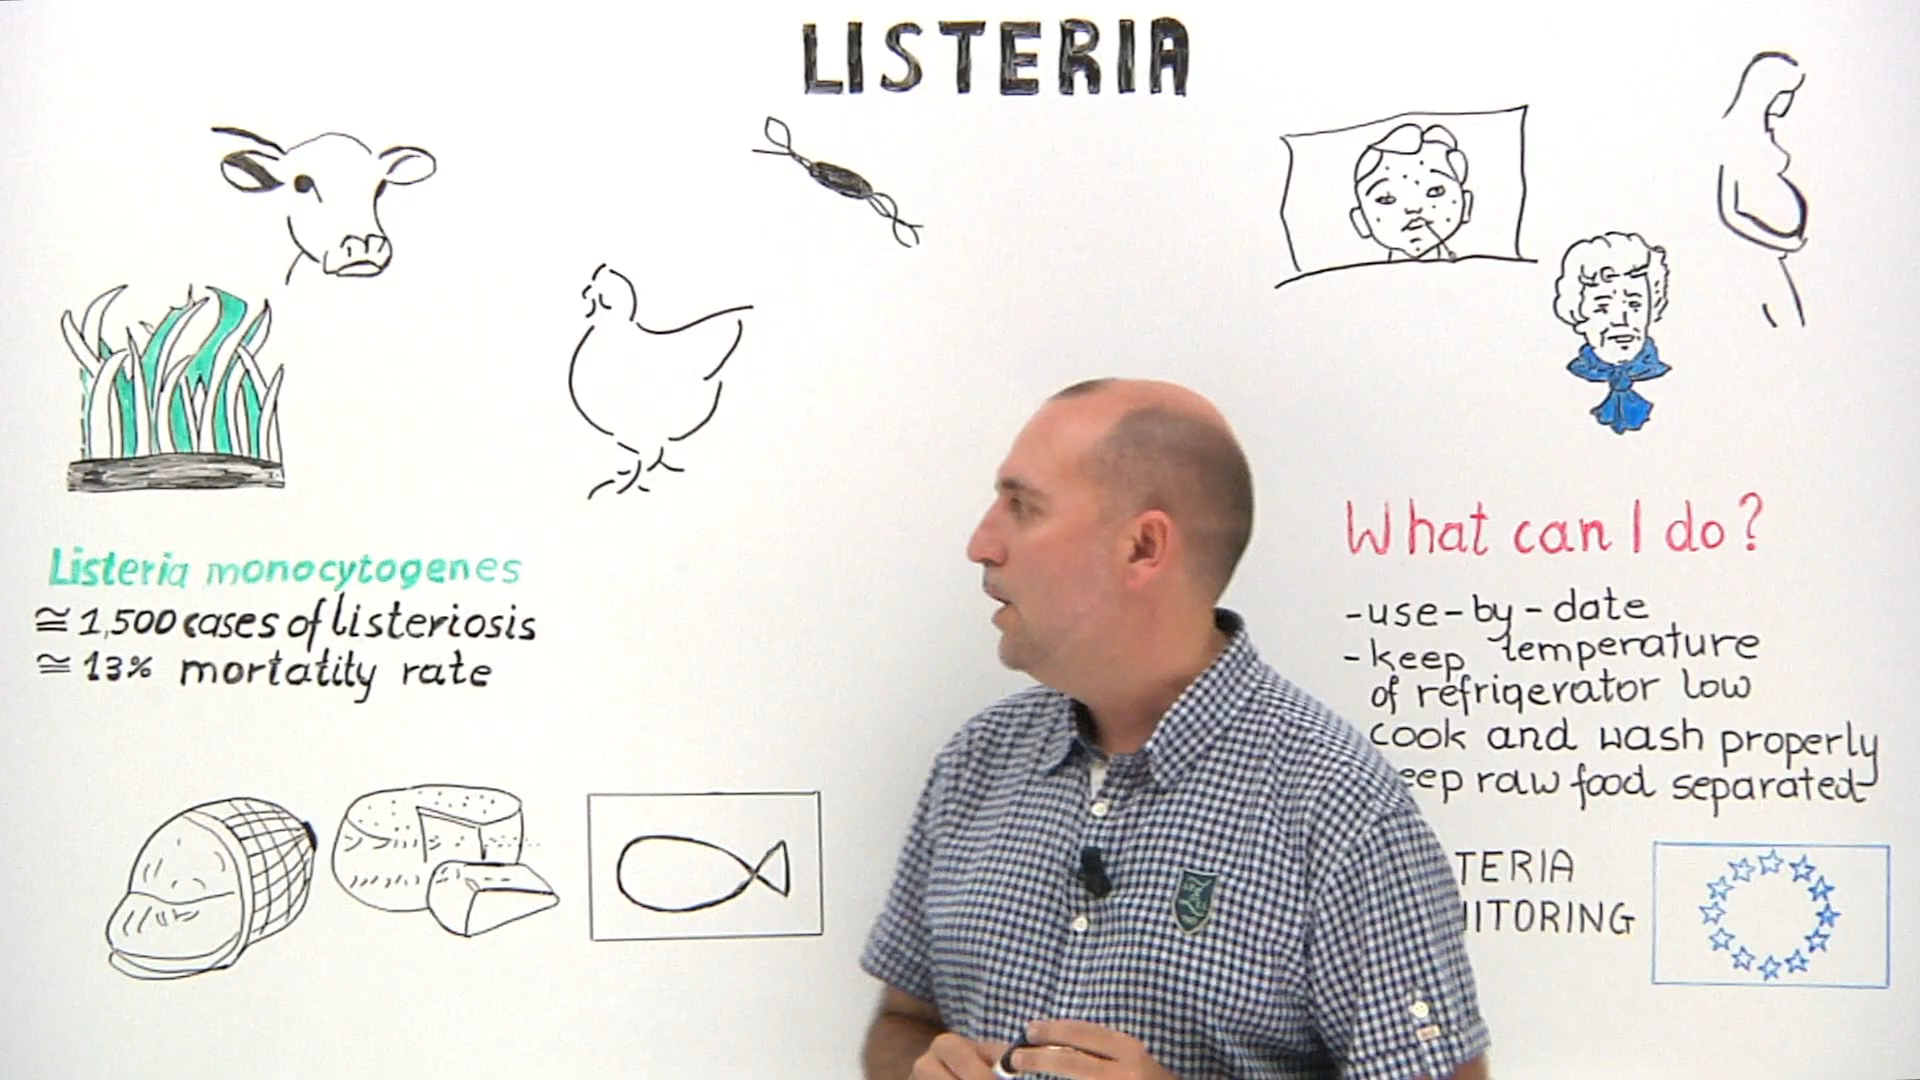 LISTERIA
Listeria monocytogenes
≅ 1,500 cases of listeriosis
≅ 13% mortatity rate
What can I do?
-use-by-date
-keep temperature
of refrigerator low
cook and wash properly
eep raw food separated
TERIA
ITORING